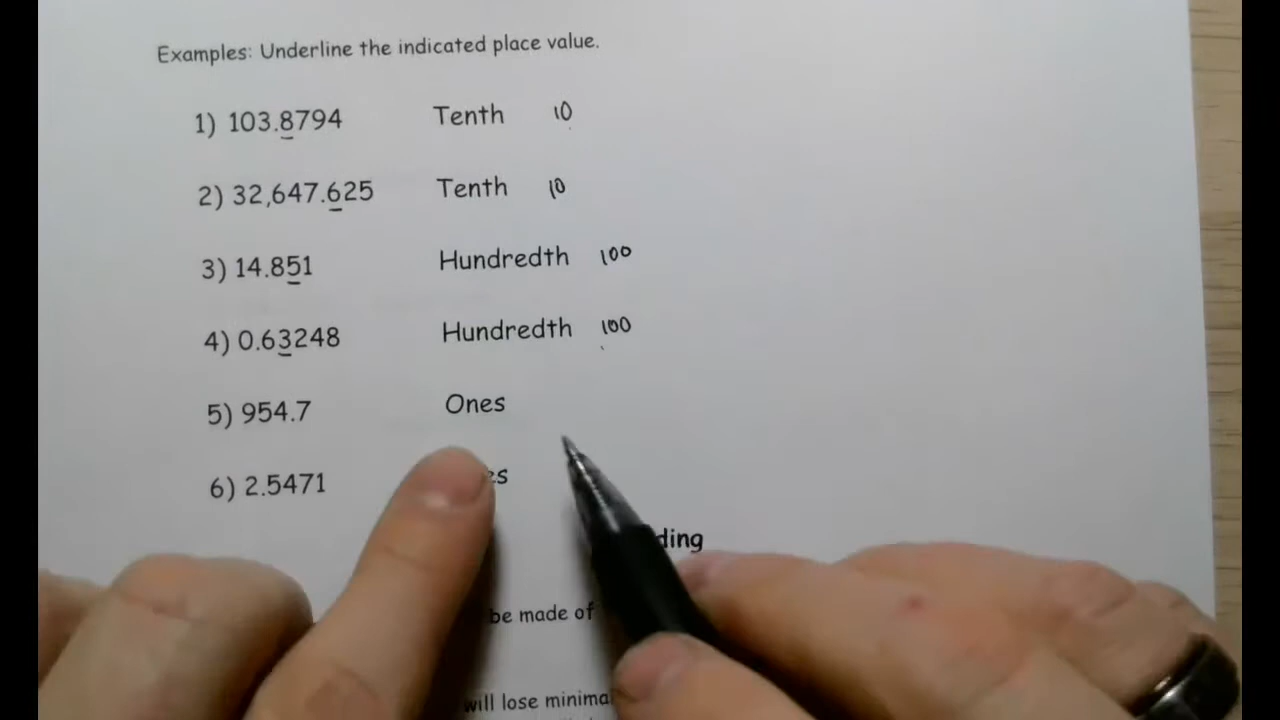 Examples: Underline the indicated place value.
1) 103.8794 Tenth 10
2) 32,647.625 Tenth 10
3) 14.851 Hundredth 100
4) 0.63248 Hundredth 100
5) 954.7 Ones
6) 2.5471
be made of
will lose